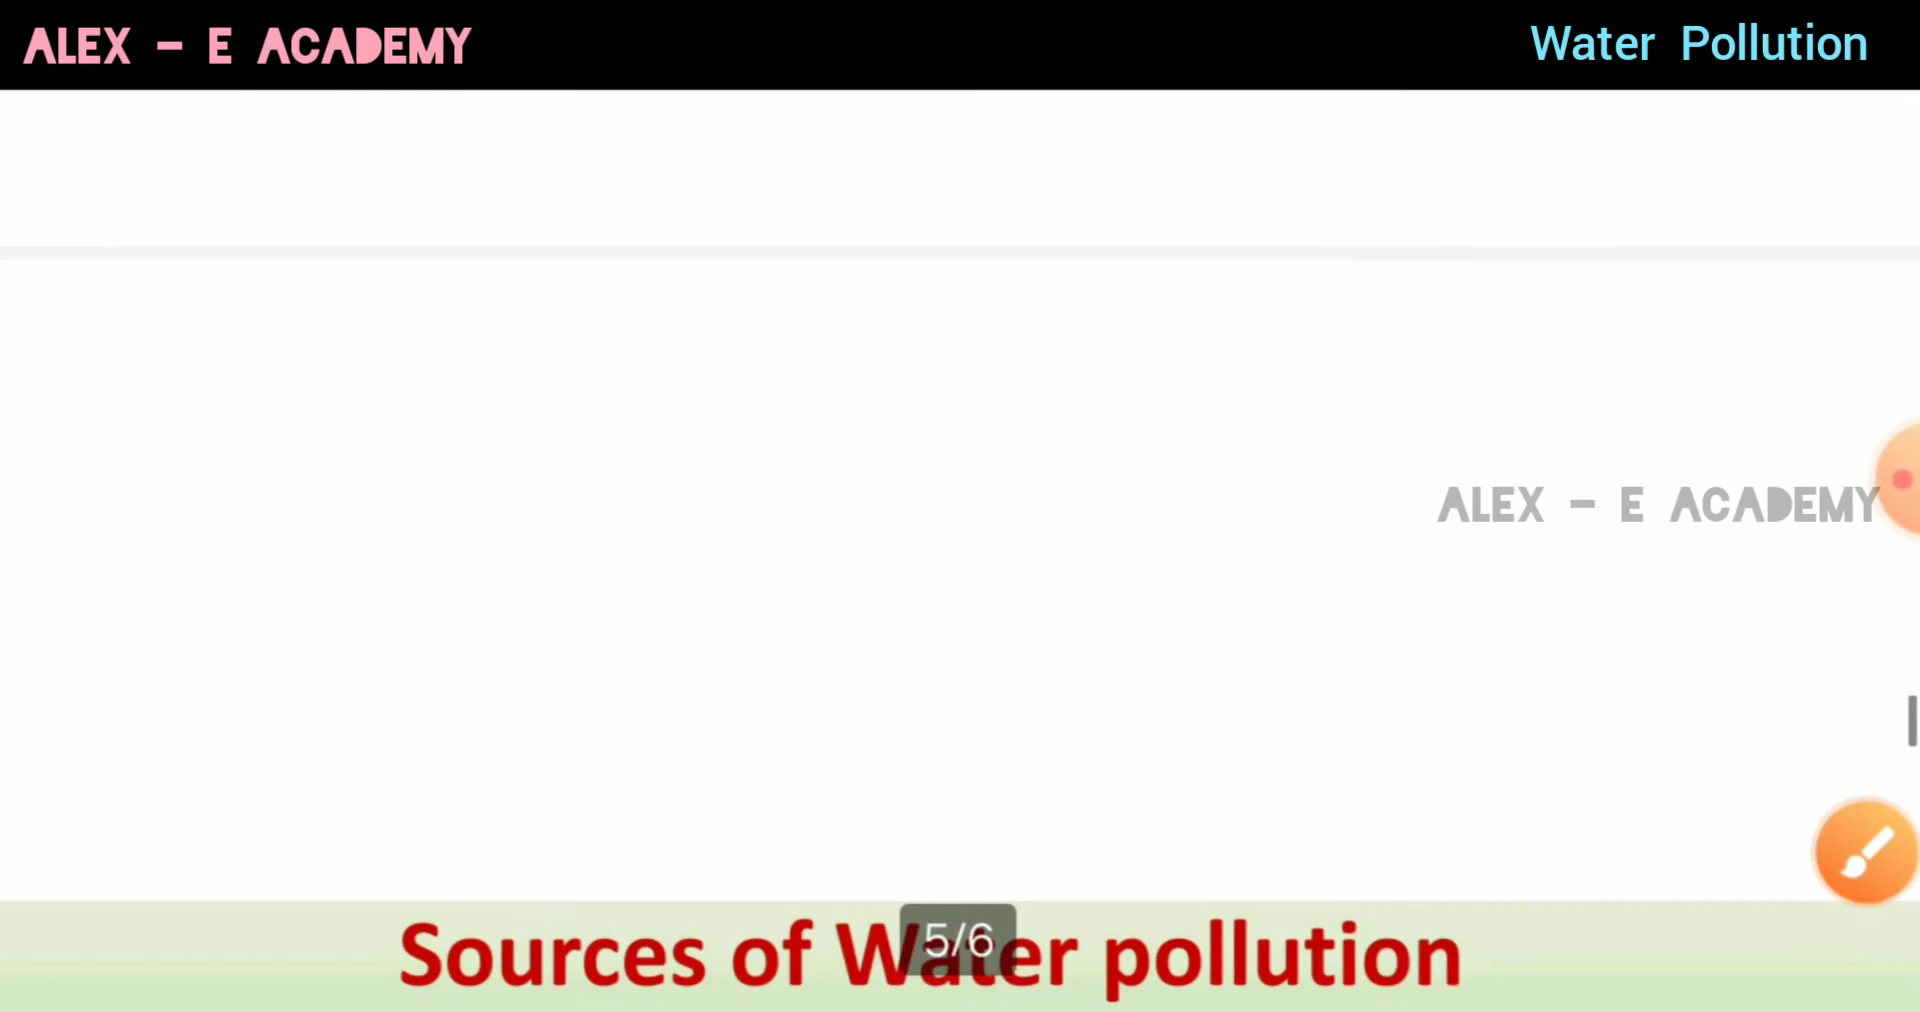 ALEX - E ACADEMY
Water Pollution
ALEX - E ACADEMY
Sources of Water pollution
5/6